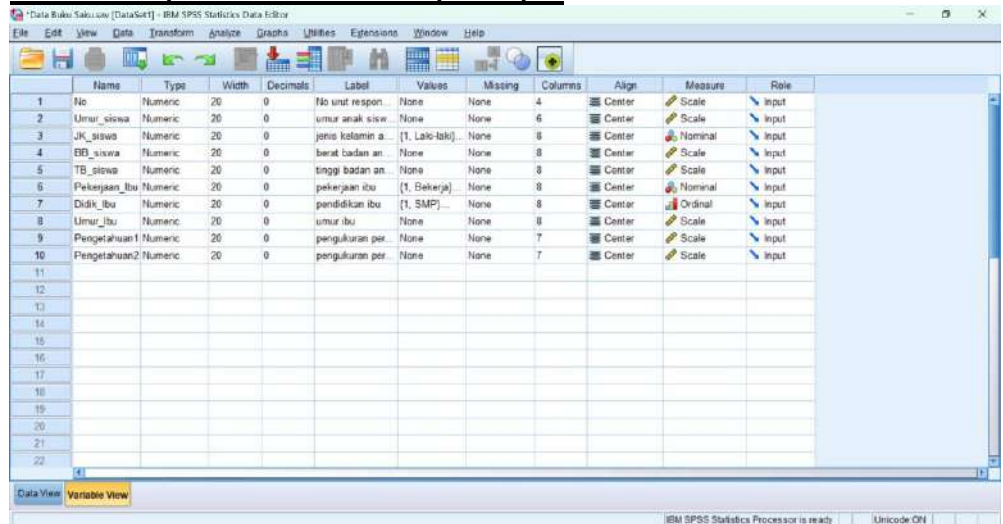 *Data Buku Saku.sav [DataSet1] - IBM SPSS Statistics Data Editor
File Edit View Data Transform Analyze Graphs Utilities Extensions Window Help
Name Type Width Decimals Label Values Missing Columns Align Measure Role
1 No Numeric 20 0 No urut respon... None None 4 Center Scale Input
2 Umur_siswa Numeric 20 0 umur anak sisw... None None 6 Center Scale Input
3 JK_siswa Numeric 20 0 jenis kelamin a... {1, Laki-laki}... None 8 Center Nominal Input
4 BB_siswa Numeric 20 0 berat badan an... None None 8 Center Scale Input
5 TB_siswa Numeric 20 0 tinggi badan an... None None 8 Center Scale Input
6 Pekerjaan_Ibu Numeric 20 0 pekerjaan ibu {1, Bekerja}... None 8 Center Nominal Input
7 Didik_Ibu Numeric 20 0 pendidikan ibu {1, SMP}... None 8 Center Ordinal Input
8 Umur_Ibu Numeric 20 0 umur ibu None None 8 Center Scale Input
9 Pengetahuan1 Numeric 20 0 pengukuran per... None None 7 Center Scale Input
10 Pengetahuan2 Numeric 20 0 pengukuran per... None None 7 Center Scale Input
11
12
13
14
15
16
17
18
19
20
21
22
Data View Variable View
IBM SPSS Statistics Processor is ready Unicode:ON